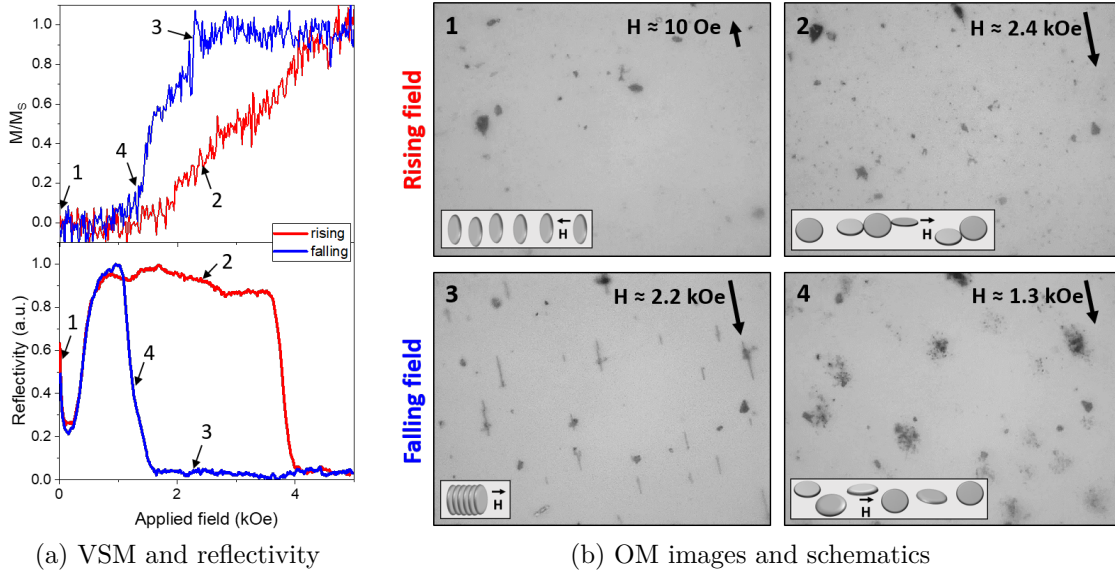 3
4
1
2
M/M_S
0.0
0.2
0.4
0.6
0.8
1.0
rising
falling
1
2
4
3
Reflectivity (a.u.)
0.0
0.2
0.4
0.6
0.8
1.0
0
2
4
Applied field (kOe)
(a) VSM and reflectivity
Rising field
1
H ≈ 10 Oe
H
2
H ≈ 2.4 kOe
H
Falling field
3
H ≈ 2.2 kOe
H
4
H ≈ 1.3 kOe
H
(b) OM images and schematics